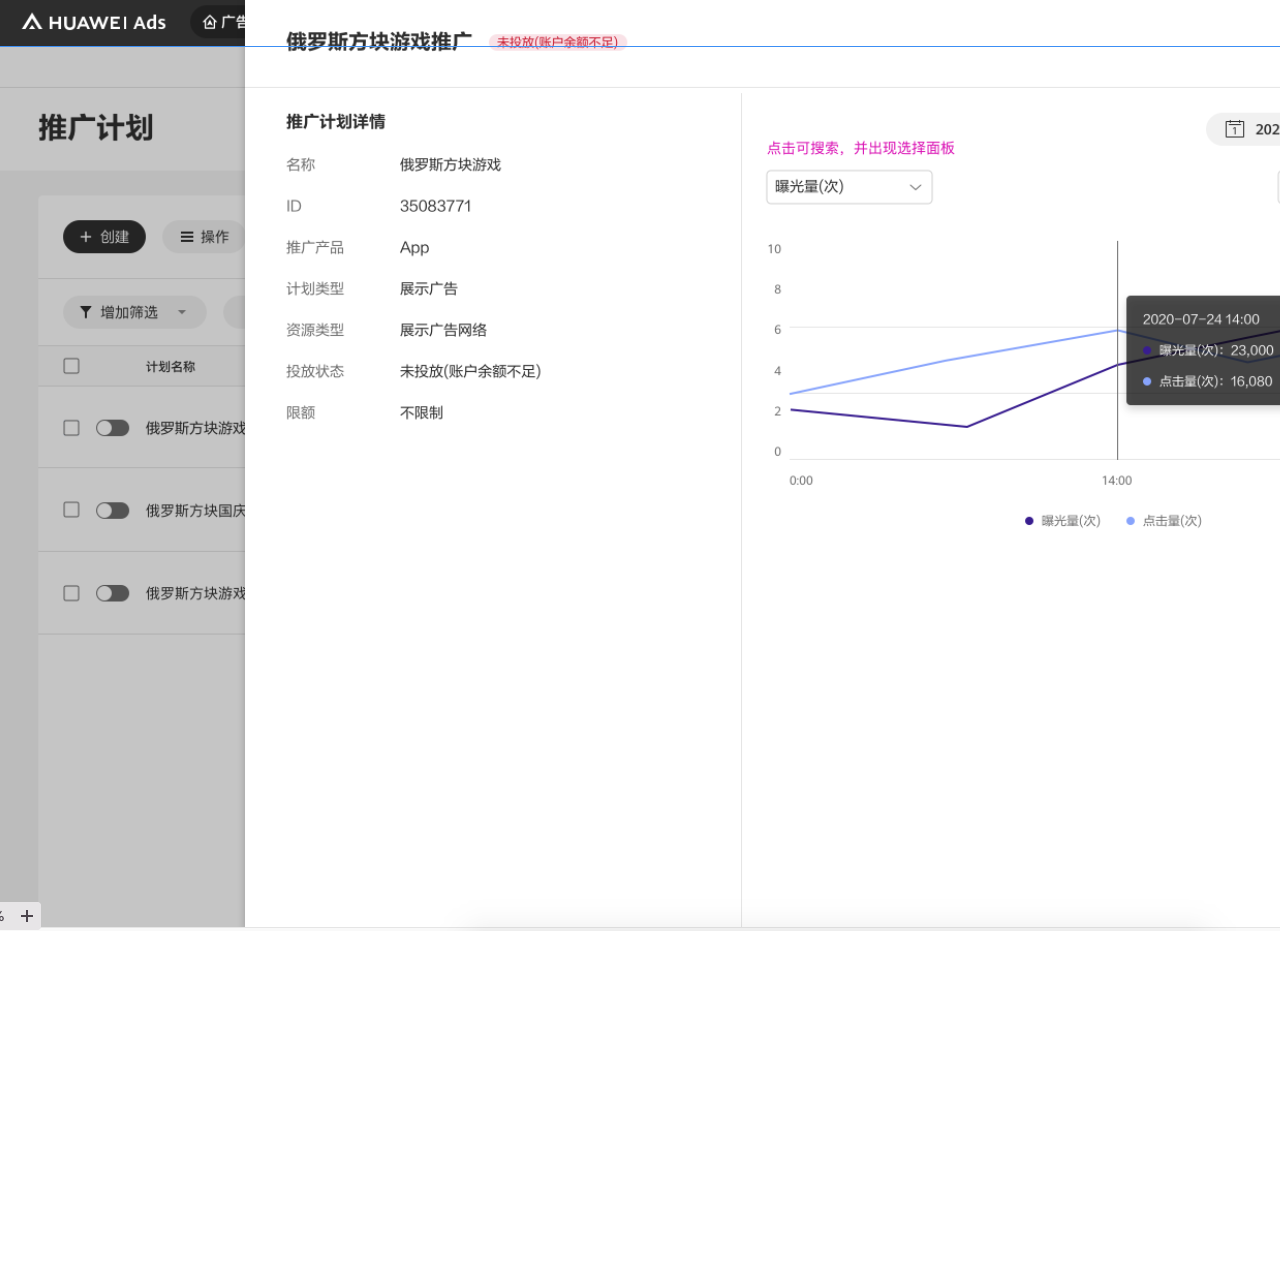 HUAWEI Ads
广告
俄罗斯方块游戏推广
未投放(账户余额不足)
推广计划
创建
操作
增加筛选
计划名称
俄罗斯方块游戏
俄罗斯方块国庆
俄罗斯方块游戏
%
推广计划详情
名称 俄罗斯方块游戏
ID 35083771
推广产品 App
计划类型 展示广告
资源类型 展示广告网络
投放状态 未投放(账户余额不足)
限额 不限制
1 202
点击可搜索，并出现选择面板
曝光量(次)
10
8
6
4
2
0
2020-07-24 14:00
曝光量(次)：23,000
点击量(次)：16,080
0:00 14:00
曝光量(次) 点击量(次)